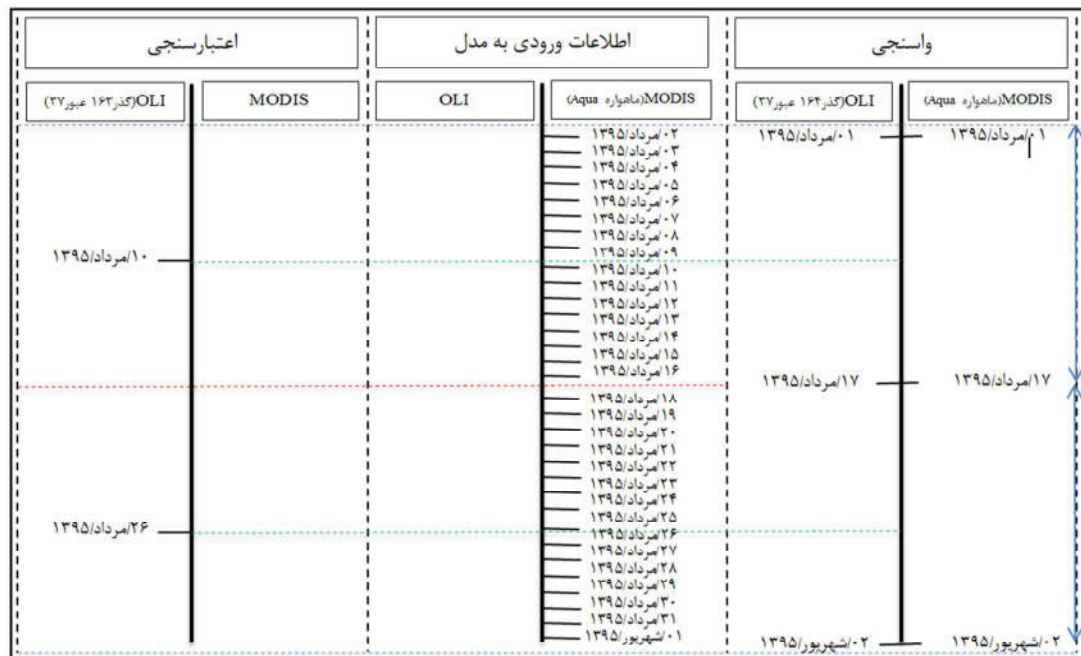 واسنجی
اطلاعات ورودی به مدل
اعتبارسنجی
MODIS(ماهواره Aqua)
OLI(گذر۱۶۴ عبور۳۷)
MODIS(ماهواره Aqua)
OLI
MODIS
OLI(گذر۱۶۳ عبور۳۷)
۰۱/مرداد/۱۳۹۵
۰۱/مرداد/۱۳۹۵
۰۲/مرداد/۱۳۹۵
۰۳/مرداد/۱۳۹۵
۰۴/مرداد/۱۳۹۵
۰۵/مرداد/۱۳۹۵
۰۶/مرداد/۱۳۹۵
۰۷/مرداد/۱۳۹۵
۰۸/مرداد/۱۳۹۵
۰۹/مرداد/۱۳۹۵
۱۰/مرداد/۱۳۹۵
۱۰/مرداد/۱۳۹۵
۱۱/مرداد/۱۳۹۵
۱۲/مرداد/۱۳۹۵
۱۳/مرداد/۱۳۹۵
۱۴/مرداد/۱۳۹۵
۱۵/مرداد/۱۳۹۵
۱۶/مرداد/۱۳۹۵
۱۷/مرداد/۱۳۹۵
۱۷/مرداد/۱۳۹۵
۱۸/مرداد/۱۳۹۵
۱۹/مرداد/۱۳۹۵
۲۰/مرداد/۱۳۹۵
۲۱/مرداد/۱۳۹۵
۲۲/مرداد/۱۳۹۵
۲۳/مرداد/۱۳۹۵
۲۴/مرداد/۱۳۹۵
۲۵/مرداد/۱۳۹۵
۲۶/مرداد/۱۳۹۵
۲۶/مرداد/۱۳۹۵
۲۷/مرداد/۱۳۹۵
۲۸/مرداد/۱۳۹۵
۲۹/مرداد/۱۳۹۵
۳۰/مرداد/۱۳۹۵
۳۱/مرداد/۱۳۹۵
۰۱/شهریور/۱۳۹۵
۰۲/شهریور/۱۳۹۵
۰۲/شهریور/۱۳۹۵